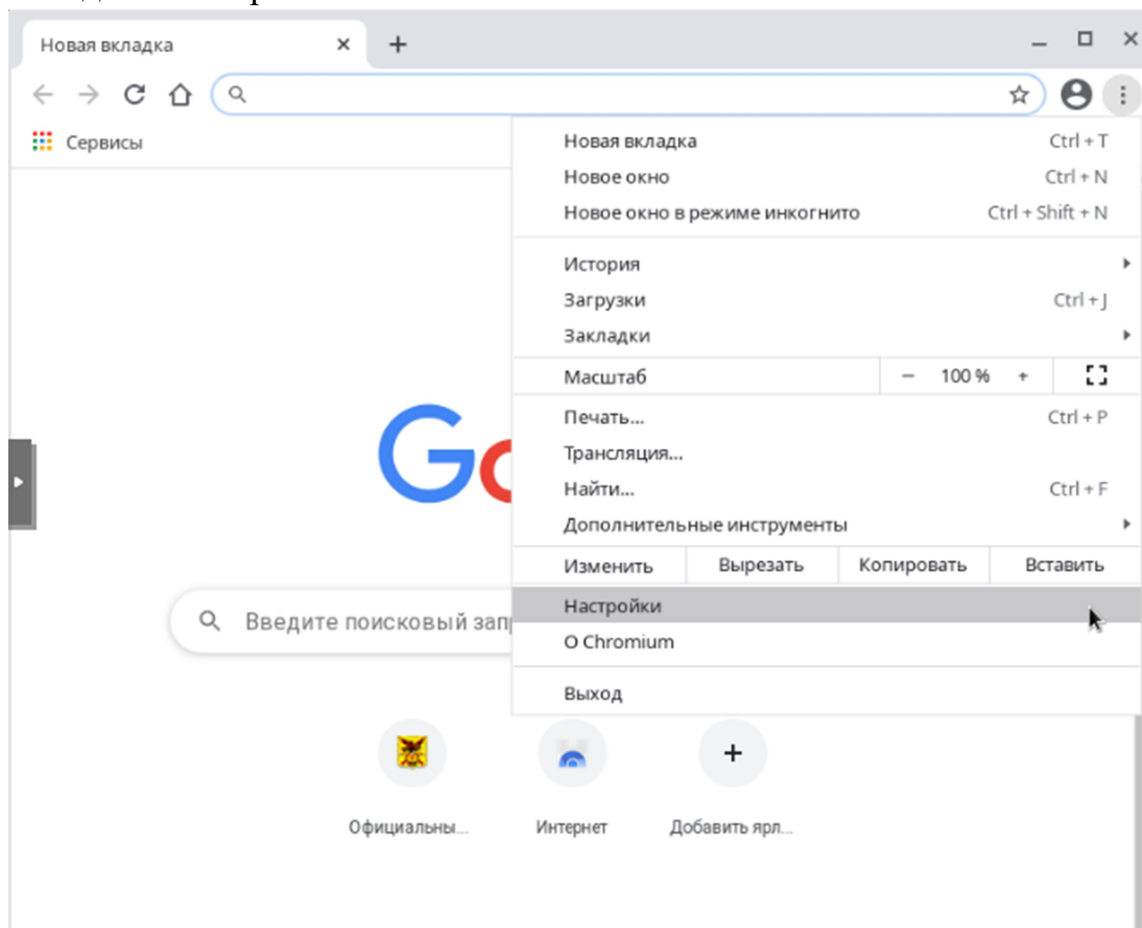 Новая вкладка
Сервисы
Новая вкладка Ctrl + T
Новое окно Ctrl + N
Новое окно в режиме инкогнито Ctrl + Shift + N
История
Загрузки Ctrl + J
Закладки
Масштаб – 100 % +
Печать... Ctrl + P
Трансляция...
Найти... Ctrl + F
Дополнительные инструменты
Изменить Вырезать Копировать Вставить
Настройки
О Chromium
Выход
Go
Введите поисковый зап
Официальны... Интернет Добавить ярл...